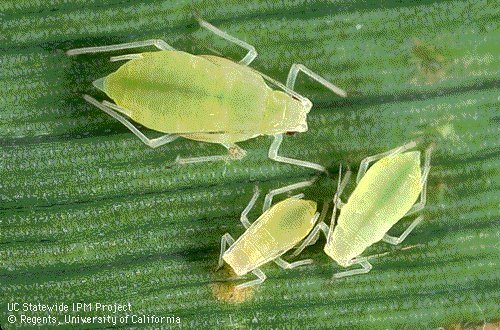 UC Statewide IPM Project
© Regents, University of California